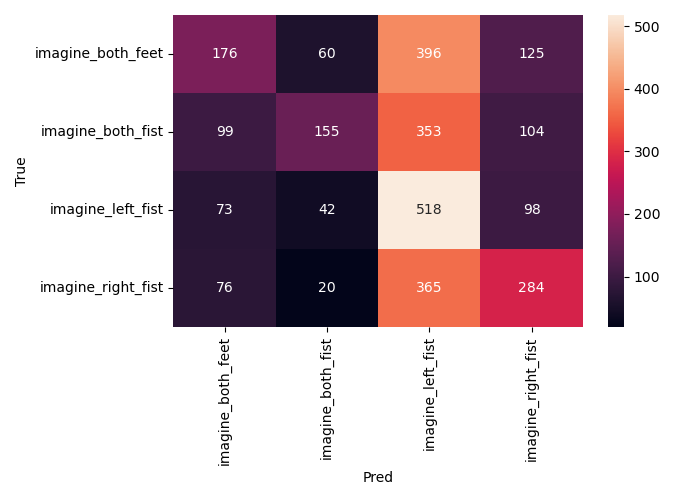 imagine_both_feet 176 60 396 125
imagine_both_fist 99 155 353 104
imagine_left_fist 73 42 518 98
imagine_right_fist 76 20 365 284
True
imagine_both_feet imagine_both_fist imagine_left_fist imagine_right_fist
Pred
500
400
300
200
100